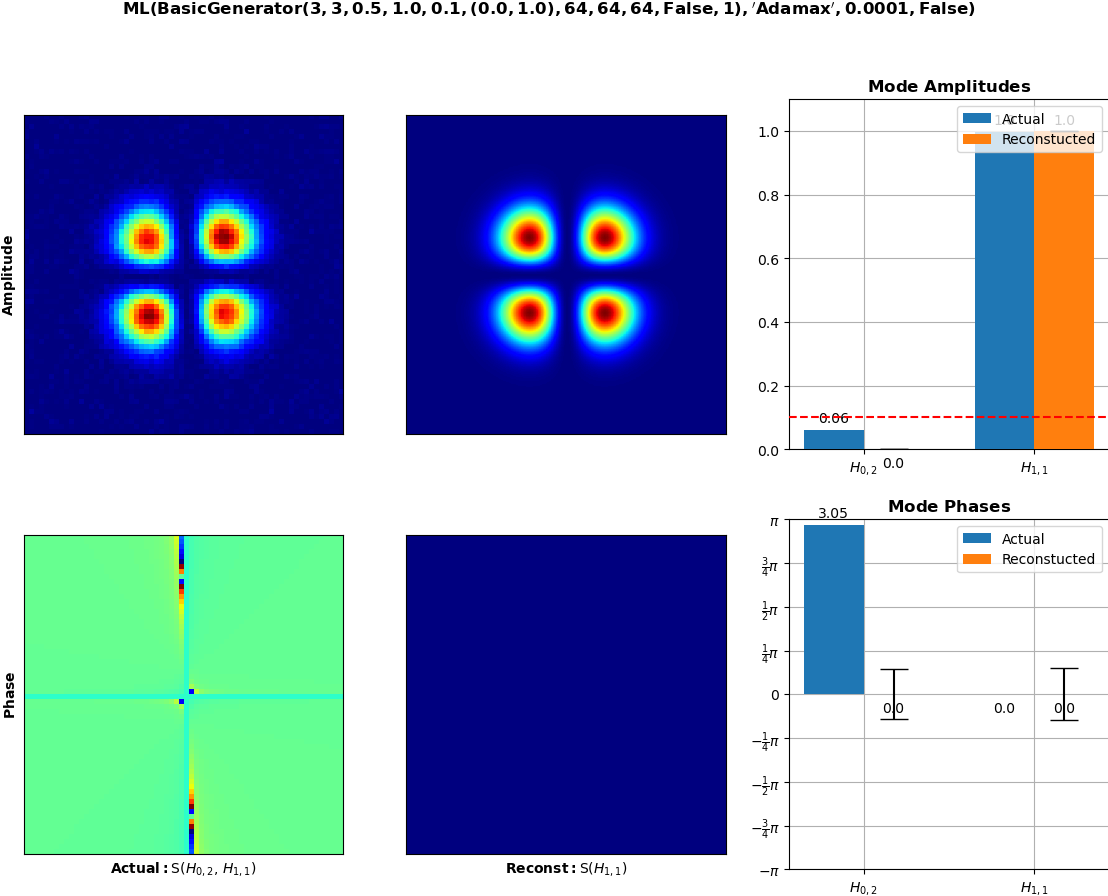 ML(BasicGenerator(3, 3, 0.5, 1.0, 0.1, (0.0, 1.0), 64, 64, 64, False, 1), ′Adamax′, 0.0001, False)
Mode Amplitudes
Actual
Reconstucted
1.0
1.0
0.8
0.6
0.4
0.2
0.0
0.06
0.0
H0,2
H1,1
Amplitude
Mode Phases
Actual
Reconstucted
3.05
π
3/4π
1/2π
1/4π
0
−1/4π
−1/2π
−3/4π
−π
0.0
0.0
0.0
H0,2
H1,1
Phase
Actual: S(H0,2, H1,1)
Reconst: S(H1,1)